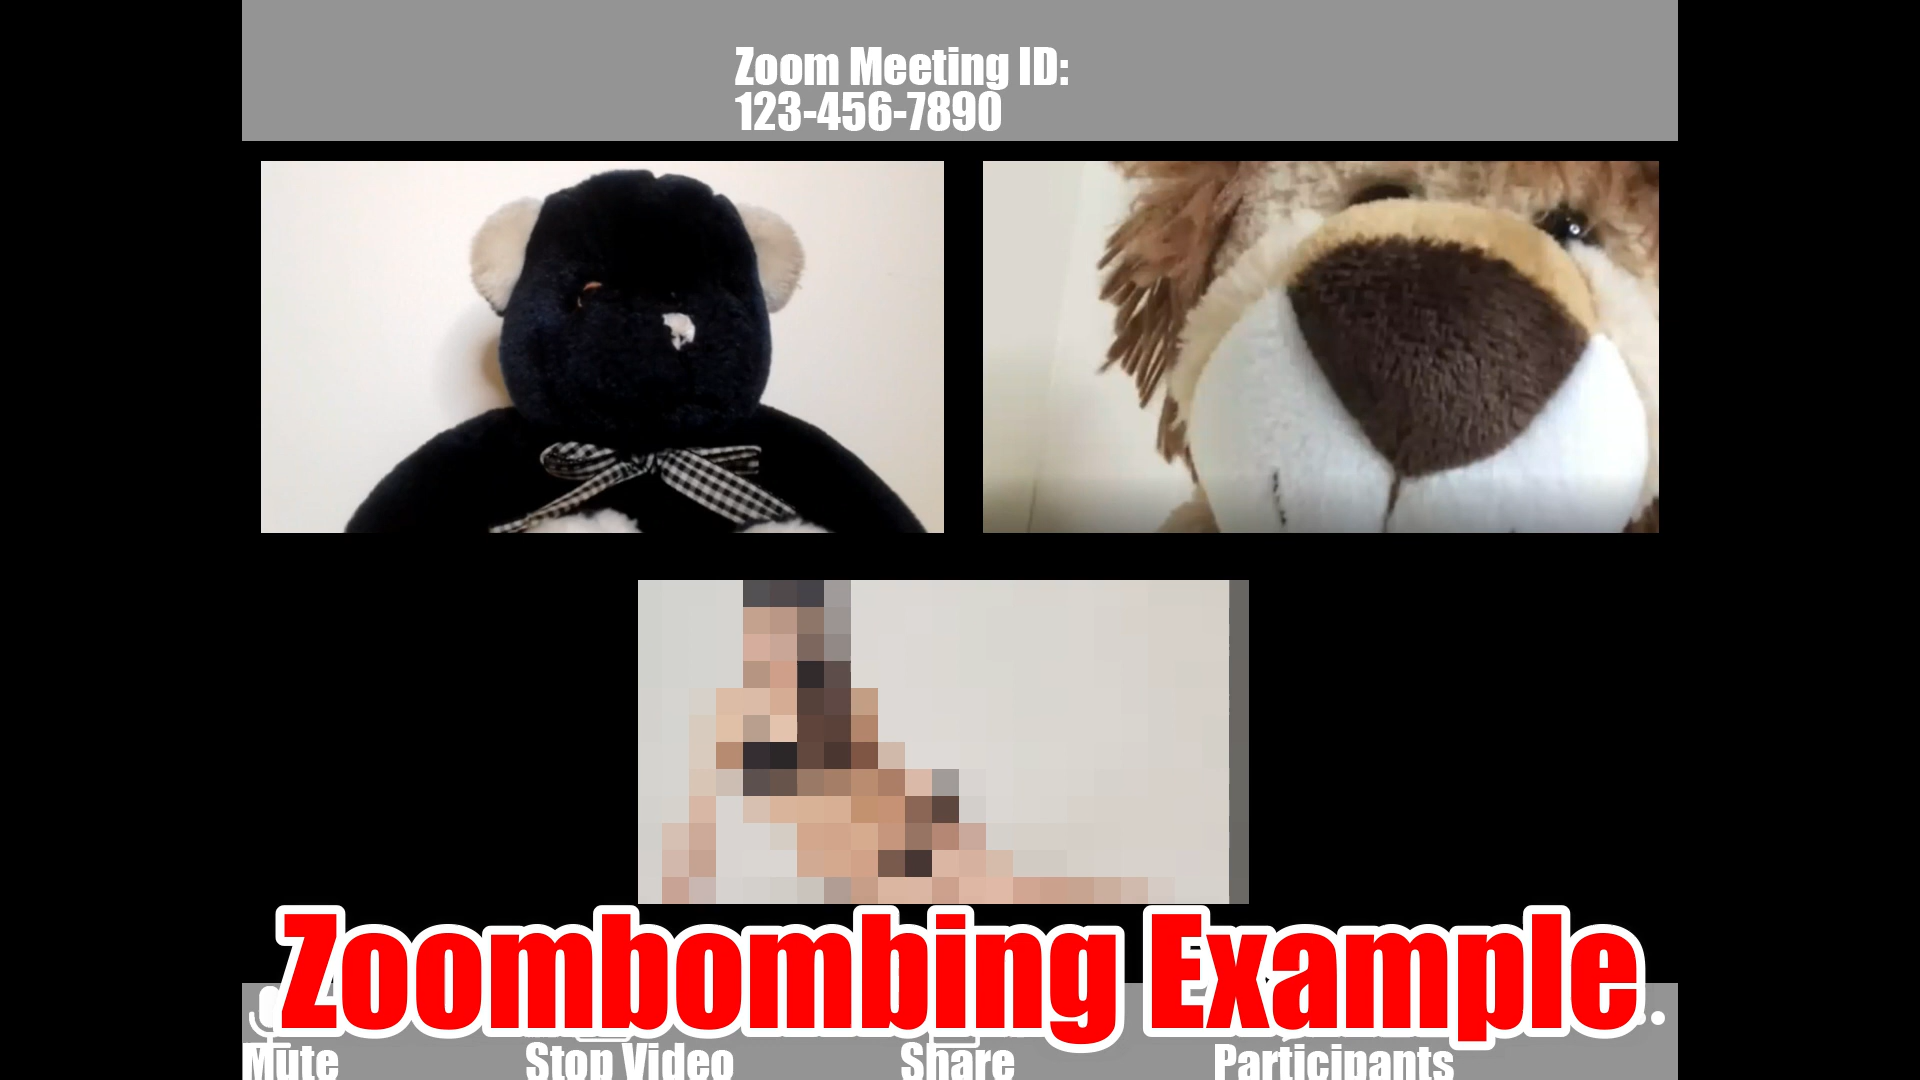 Zoom Meeting ID:
123-456-7890
Zoombombing Example
Mute
Stop Video
Share
Participants